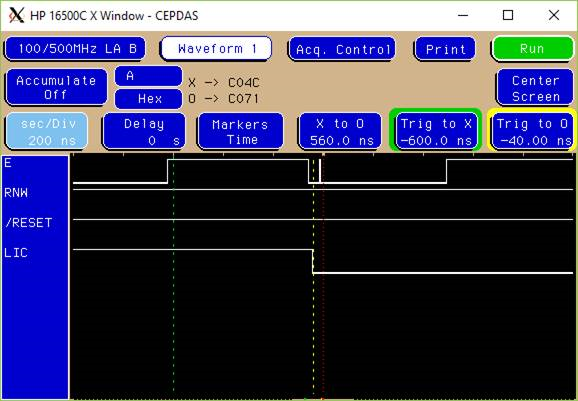 HP 16500C X Window - CEPDAS
100/500MHz LA B
Waveform 1
Acq. Control
Print
Run
Accumulate
Off
A
Hex
X -> C04C
O -> C071
Center
Screen
sec/Div
200 ns
Delay
0 s
Markers
Time
X to O
560.0 ns
Trig to X
-600.0 ns
Trig to O
-40.00 ns
E
RNW
/RESET
LIC